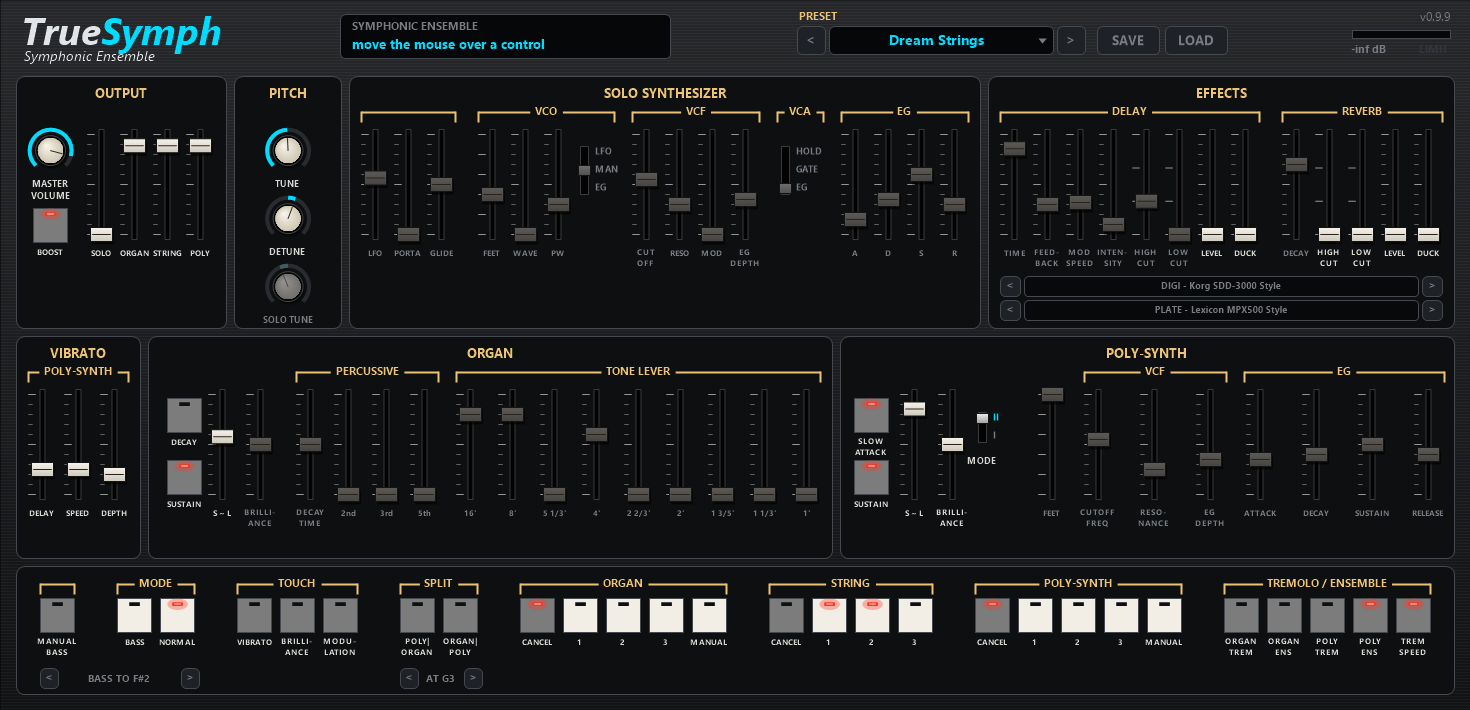 TrueSymph
Symphonic Ensemble
SYMPHONIC ENSEMBLE
move the mouse over a control
PRESET
< Dream Strings > SAVE LOAD
v0.9.9
-inf dB LIMIT
OUTPUT
MASTER
VOLUME
BOOST
SOLO ORGAN STRING POLY
PITCH
TUNE
DETUNE
SOLO TUNE
SOLO SYNTHESIZER
VCO VCF VCA EG
LFO
MAN
EG
HOLD
GATE
EG
LFO PORTA GLIDE FEET WAVE PW CUT OFF RESO MOD EG DEPTH A D S R
EFFECTS
DELAY REVERB
TIME FEED- BACK MOD SPEED INTEN- SITY HIGH CUT LOW CUT LEVEL DUCK DECAY HIGH CUT LOW CUT LEVEL DUCK
< DIGI - Korg SDD-3000 Style >
< PLATE - Lexicon MPX500 Style >
VIBRATO
POLY-SYNTH
DELAY SPEED DEPTH
ORGAN
PERCUSSIVE TONE LEVER
DECAY
SUSTAIN
S ~ L BRILLI- ANCE DECAY TIME 2nd 3rd 5th 16' 8' 5 1/3' 4' 2 2/3' 2' 1 3/5' 1 1/3' 1'
POLY-SYNTH
VCF EG
SLOW
ATTACK
SUSTAIN
II
I
MODE
S ~ L BRILLI- ANCE FEET CUTOFF FREQ RESO- NANCE EG DEPTH ATTACK DECAY SUSTAIN RELEASE
MODE TOUCH SPLIT ORGAN STRING POLY-SYNTH TREMOLO / ENSEMBLE
MANUAL BASS BASS NORMAL VIBRATO BRILLI- ANCE MODU- LATION POLY| ORGAN ORGAN| POLY CANCEL 1 2 3 MANUAL CANCEL 1 2 3 CANCEL 1 2 3 MANUAL ORGAN TREM ORGAN ENS POLY TREM POLY ENS TREM SPEED
< BASS TO F#2 > < AT G3 >